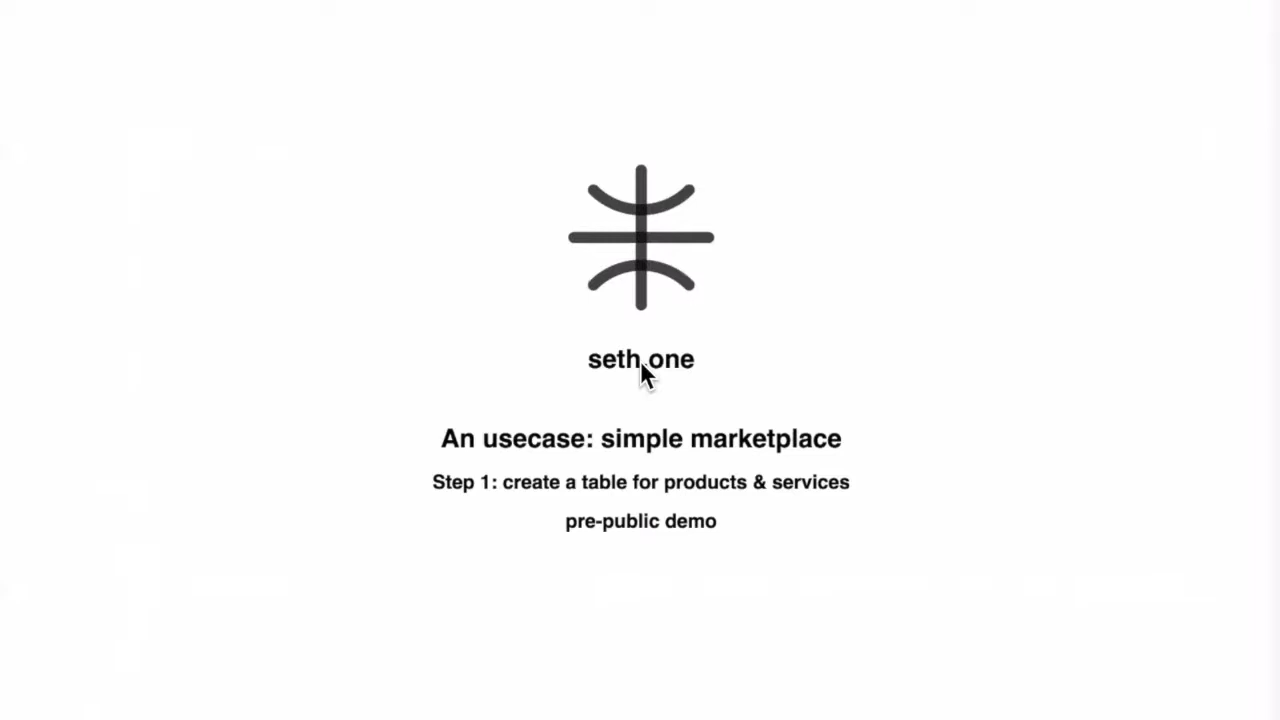 seth one
An usecase: simple marketplace
Step 1: create a table for products & services
pre-public demo